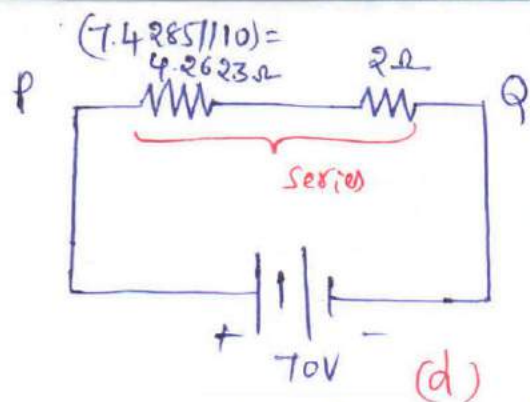 (7.4285||10)=
4.2623Ω
2Ω
P
Q
series
+
-
70V
(d)